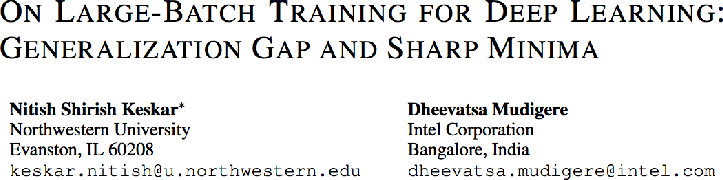 ON LARGE-BATCH TRAINING FOR DEEP LEARNING:
GENERALIZATION GAP AND SHARP MINIMA
Nitish Shirish Keskar*
Northwestern University
Evanston, IL 60208
keskar.nitish@u.northwestern.edu
Dheevatsa Mudigere
Intel Corporation
Bangalore, India
dheevatsa.mudigere@intel.com